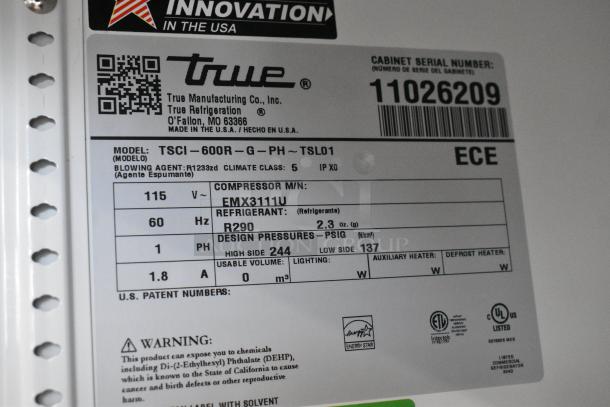 INNOVATION
IN THE USA
true ®
CABINET SERIAL NUMBER:
(NÚMERO DE SERIE DEL GABINETE)
11026209
True Manufacturing Co., Inc.
True Refrigeration ®
O'Fallon, MO 63366
MADE IN THE U.S.A. / HECHO EN U.S.A.
MODEL: TSCI-600R-G-PH~TSL01
(MODELO)
ECE
BLOWING AGENT: R1233zd CLIMATE CLASS: 5 IP X0
(Agente Espumante)
115 V~
COMPRESSOR M/N:
EMX3111U
60 Hz
REFRIGERANT: (Refrigerante)
R290 2.3 oz. (g)
1 PH
DESIGN PRESSURES-PSIG
HIGH SIDE 244 LOW SIDE 137
1.8 A
USABLE VOLUME: 0 m³
LIGHTING: W
AUXILIARY HEATER: W
DEFROST HEATER: W
U.S. PATENT NUMBERS:
WARNING:
This product can expose you to chemicals
including Di-(2-Ethylhexyl) Phthalate (DEHP),
which is known to the State of California to cause
cancer and birth defects or other reproductive
harm.
ENERGY STAR
LISTED
LIMITED
COMMERCIAL
REFRIGERATOR
LABEL WITH SOLVENT